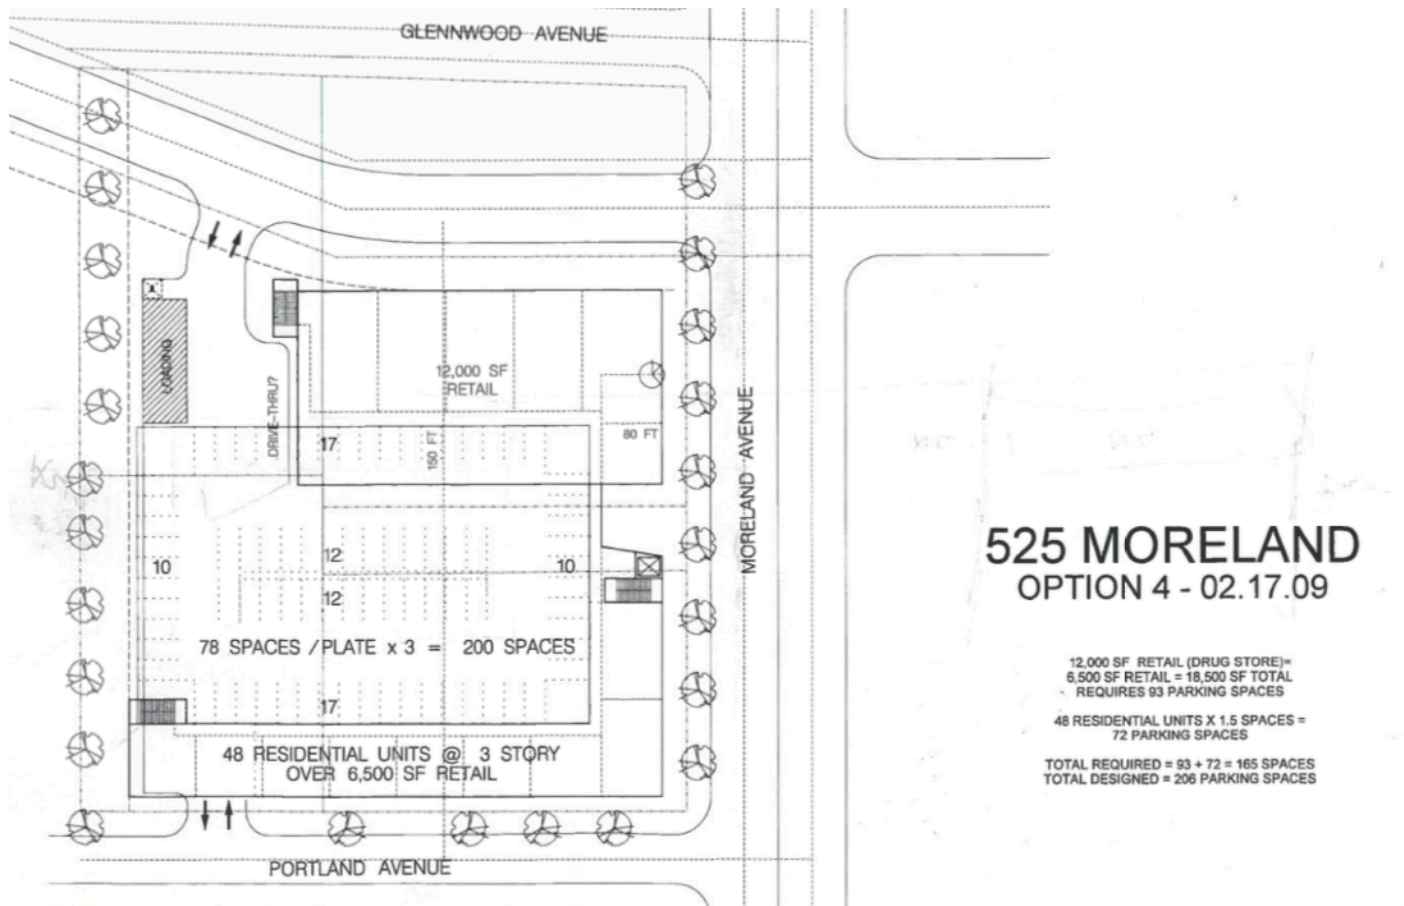 GLENNWOOD AVENUE
LOADING
DRIVE-THRU?
12,000 SF
RETAIL
150 FT
80 FT
MORELAND AVENUE
17
10
12
10
12
78 SPACES /PLATE x 3 = 200 SPACES
17
48 RESIDENTIAL UNITS @ 3 STORY
OVER 6,500 SF RETAIL
PORTLAND AVENUE
525 MORELAND
OPTION 4 - 02.17.09
12,000 SF RETAIL (DRUG STORE)=
6,500 SF RETAIL = 18,500 SF TOTAL
REQUIRES 93 PARKING SPACES
48 RESIDENTIAL UNITS X 1.5 SPACES =
72 PARKING SPACES
TOTAL REQUIRED = 93 + 72 = 165 SPACES
TOTAL DESIGNED = 206 PARKING SPACES